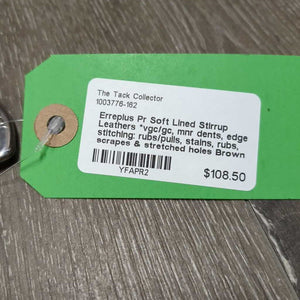 The Tack Collector
1003776-162
Erreplus Pr Soft Lined Stirrup
Leathers *vgc/gc, mnr dents, edge
stitching: rubs/pulls, stains, rubs,
scrapes & stretched holes Brown
YFAPR2
$108.50